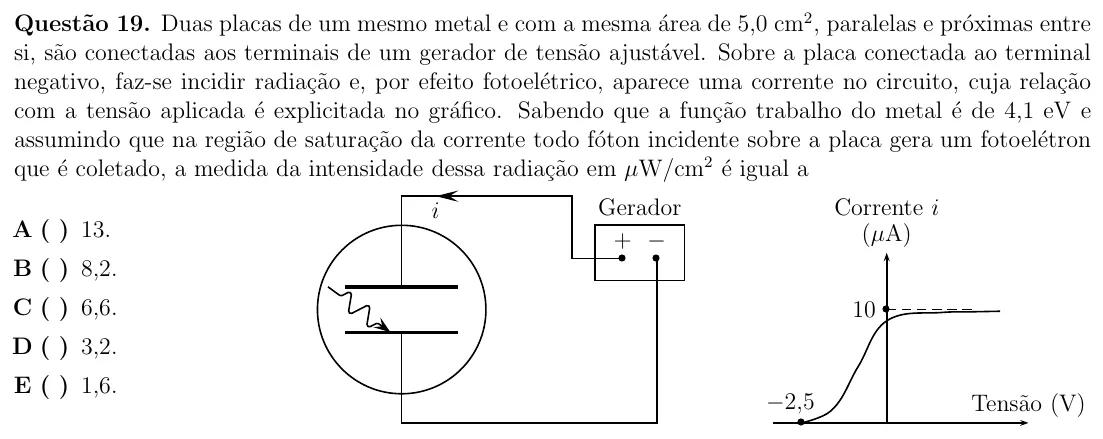 Questão 19. Duas placas de um mesmo metal e com a mesma área de 5,0 cm², paralelas e próximas entre
si, são conectadas aos terminais de um gerador de tensão ajustável. Sobre a placa conectada ao terminal
negativo, faz-se incidir radiação e, por efeito fotoelétrico, aparece uma corrente no circuito, cuja relação
com a tensão aplicada é explicitada no gráfico. Sabendo que a função trabalho do metal é de 4,1 eV e
assumindo que na região de saturação da corrente todo fóton incidente sobre a placa gera um fotoelétron
que é coletado, a medida da intensidade dessa radiação em μW/cm² é igual a
A ( ) 13.
B ( ) 8,2.
C ( ) 6,6.
D ( ) 3,2.
E ( ) 1,6.
i
Gerador
+ −
Corrente i
(μA)
10
−2,5
Tensão (V)